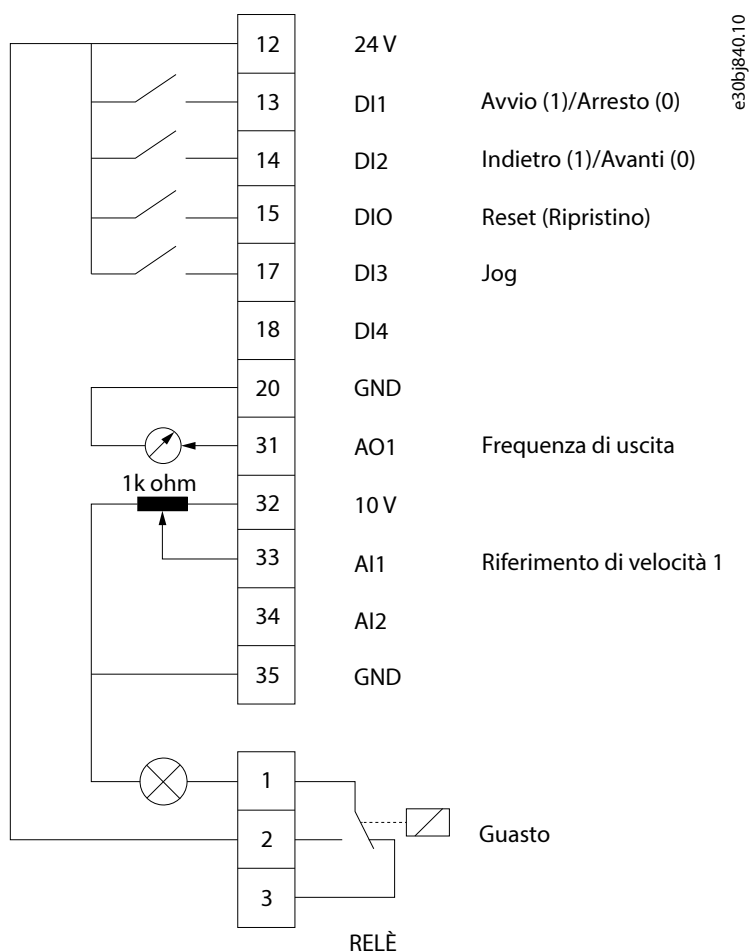 e30bj840.10
12 24 V
13 DI1 Avvio (1)/Arresto (0)
14 DI2 Indietro (1)/Avanti (0)
15 DIO Reset (Ripristino)
17 DI3 Jog
18 DI4
20 GND
31 AO1 Frequenza di uscita
1k ohm
32 10 V
33 AI1 Riferimento di velocità 1
34 AI2
35 GND
1
2 Guasto
3
RELÈ